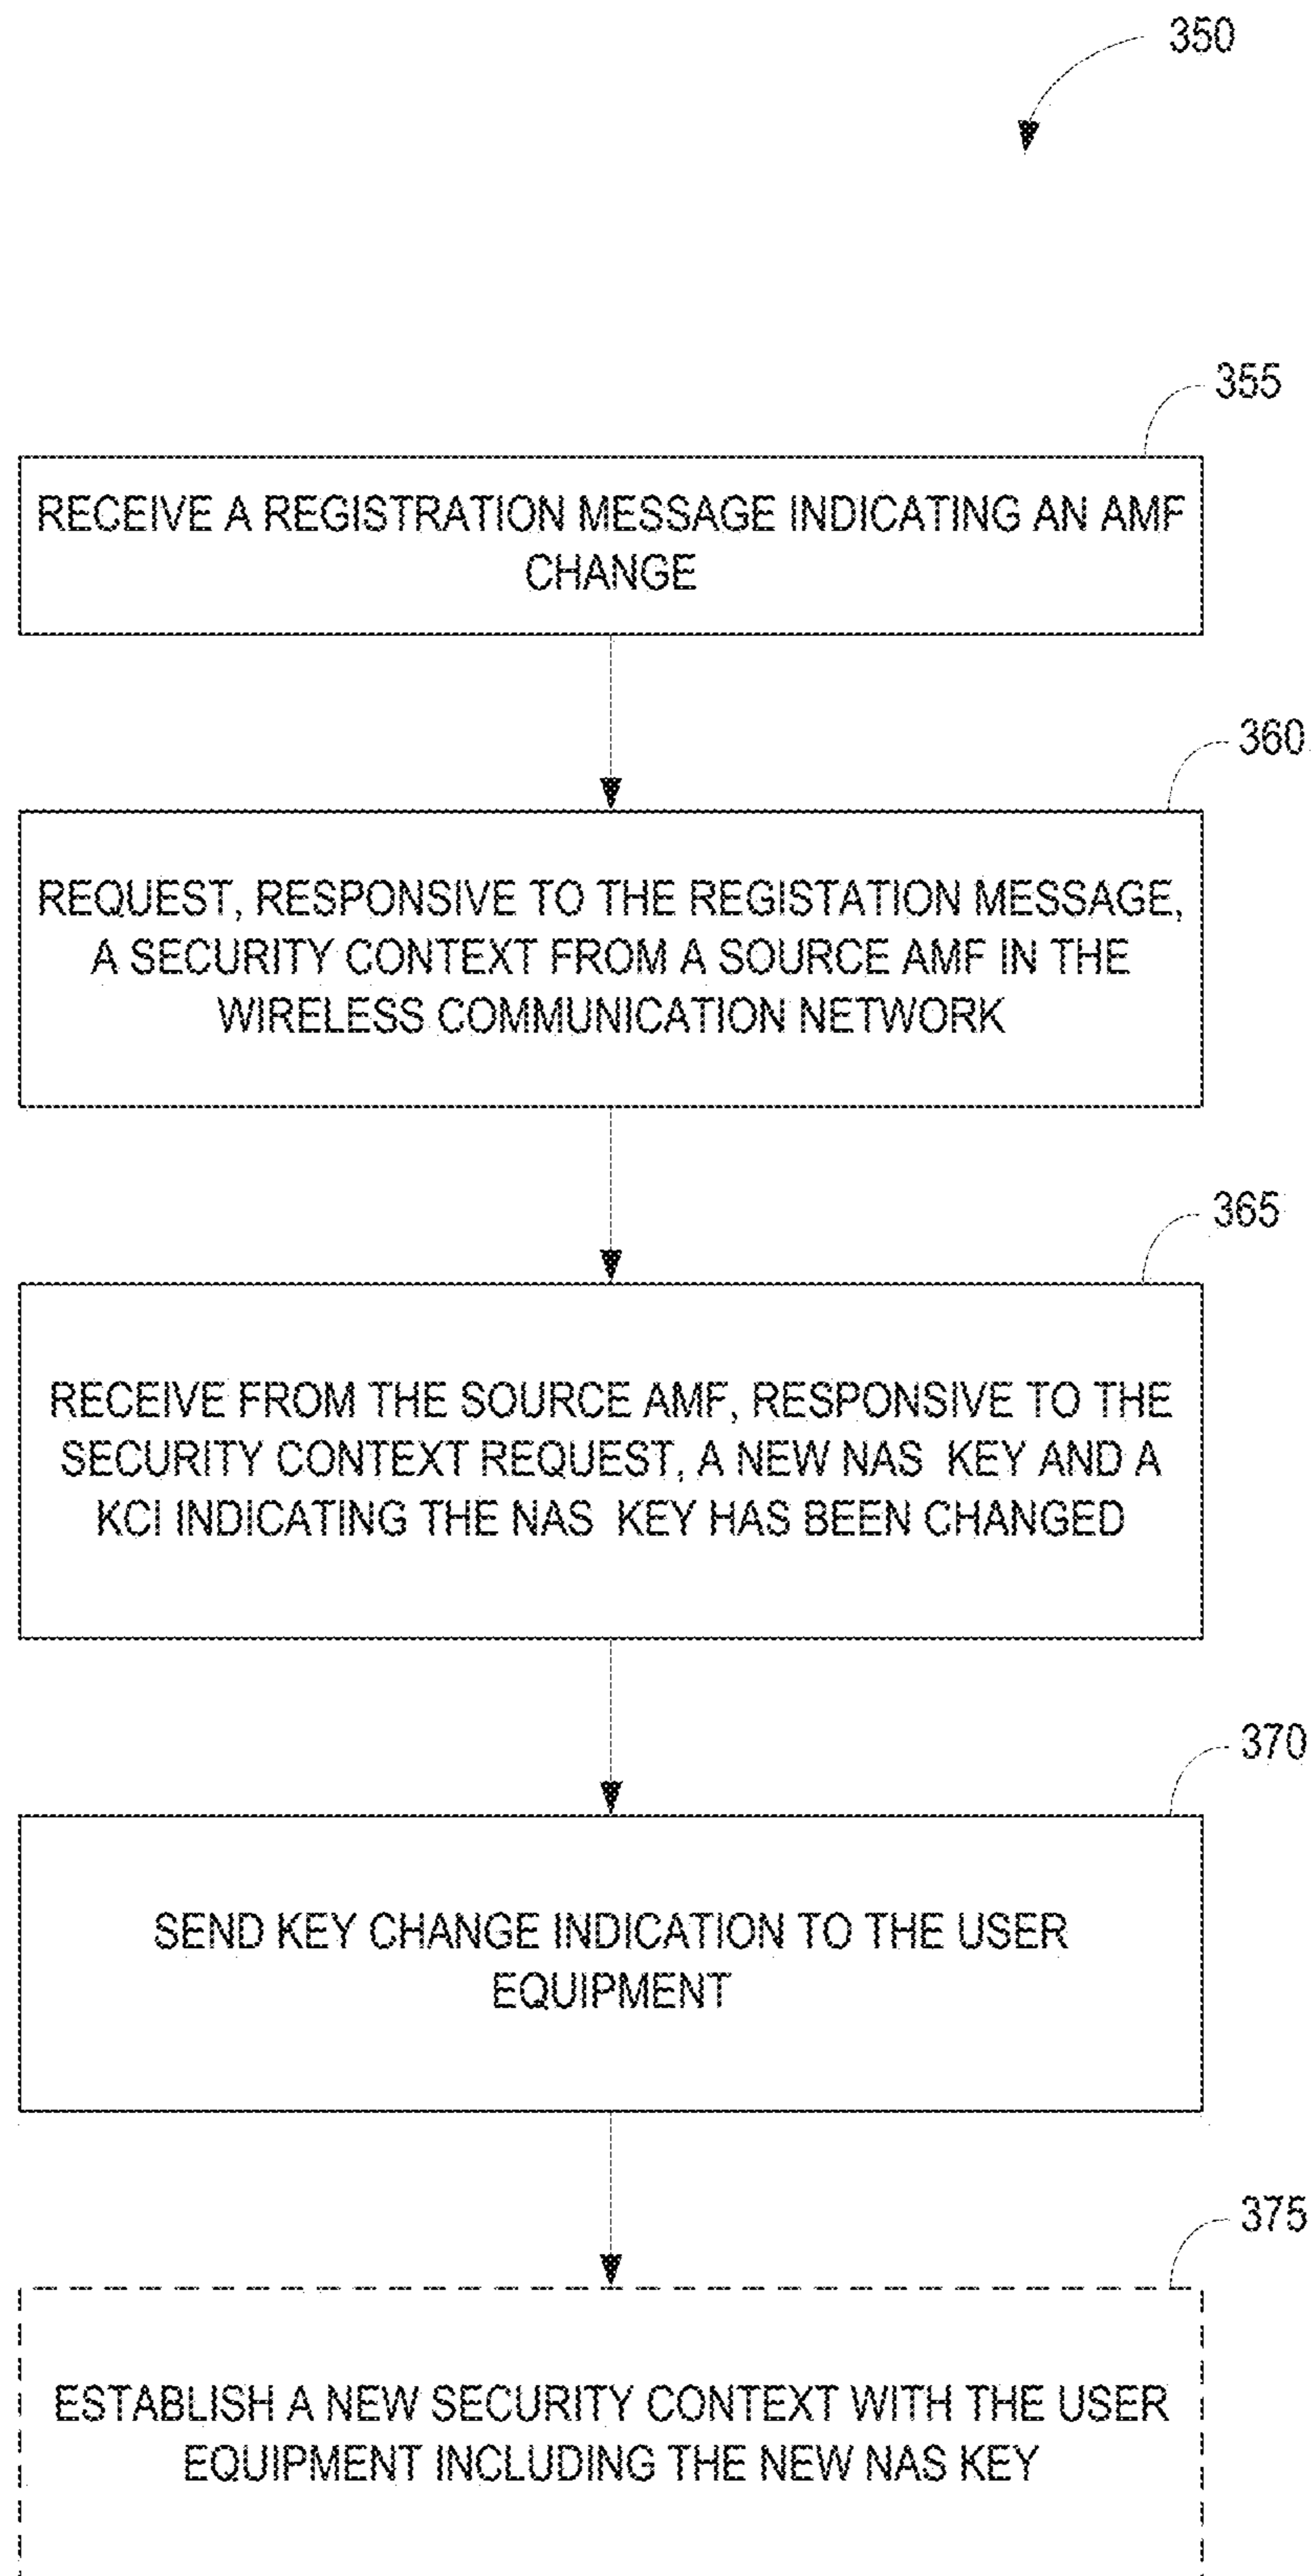 350
355
RECEIVE A REGISTRATION MESSAGE INDICATING AN AMF
CHANGE
360
REQUEST, RESPONSIVE TO THE REGISTATION MESSAGE,
A SECURITY CONTEXT FROM A SOURCE AMF IN THE
WIRELESS COMMUNICATION NETWORK
365
RECEIVE FROM THE SOURCE AMF, RESPONSIVE TO THE
SECURITY CONTEXT REQUEST, A NEW NAS KEY AND A
KCI INDICATING THE NAS KEY HAS BEEN CHANGED
370
SEND KEY CHANGE INDICATION TO THE USER
EQUIPMENT
375
ESTABLISH A NEW SECURITY CONTEXT WITH THE USER
EQUIPMENT INCLUDING THE NEW NAS KEY